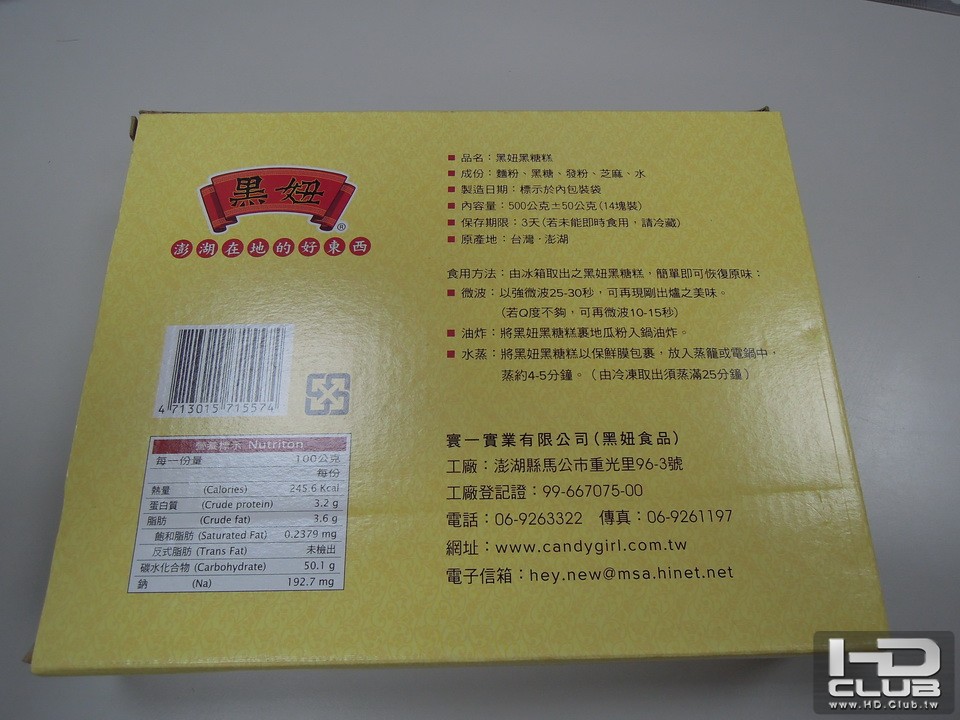 黑妞
®
澎湖在地的好東西
4 713015 715574
營養標示 Nutriton
每一份量 100公克
每份
熱量 (Calories) 245.6 Kcal
蛋白質 (Crude protein) 3.2 g
脂肪 (Crude fat) 3.6 g
飽和脂肪 (Saturated Fat) 0.2379 mg
反式脂肪 (Trans Fat) 未檢出
碳水化合物 (Carbohydrate) 50.1 g
鈉 (Na) 192.7 mg
■ 品名：黑妞黑糖糕
■ 成份：麵粉、黑糖、發粉、芝麻、水
■ 製造日期：標示於內包裝袋
■ 內容量：500公克±50公克(14塊裝)
■ 保存期限：3天(若未能即時食用，請冷藏)
■ 原產地：台灣．澎湖
食用方法：由冰箱取出之黑妞黑糖糕，簡單即可恢復原味：
■ 微波：以強微波25-30秒，可再現剛出爐之美味。
(若Q度不夠，可再微波10-15秒)
■ 油炸：將黑妞黑糖糕裹地瓜粉入鍋油炸。
■ 水蒸：將黑妞黑糖糕以保鮮膜包裹，放入蒸籠或電鍋中，
蒸約4-5分鐘。（由冷凍取出須蒸滿25分鐘）
寰一實業有限公司(黑妞食品)
工廠：澎湖縣馬公市重光里96-3號
工廠登記證：99-667075-00
電話：06-9263322 傳真：06-9261197
網址：www.candygirl.com.tw
電子信箱：hey.new@msa.hinet.net
HD
CLUB
www.HD.Club.tw